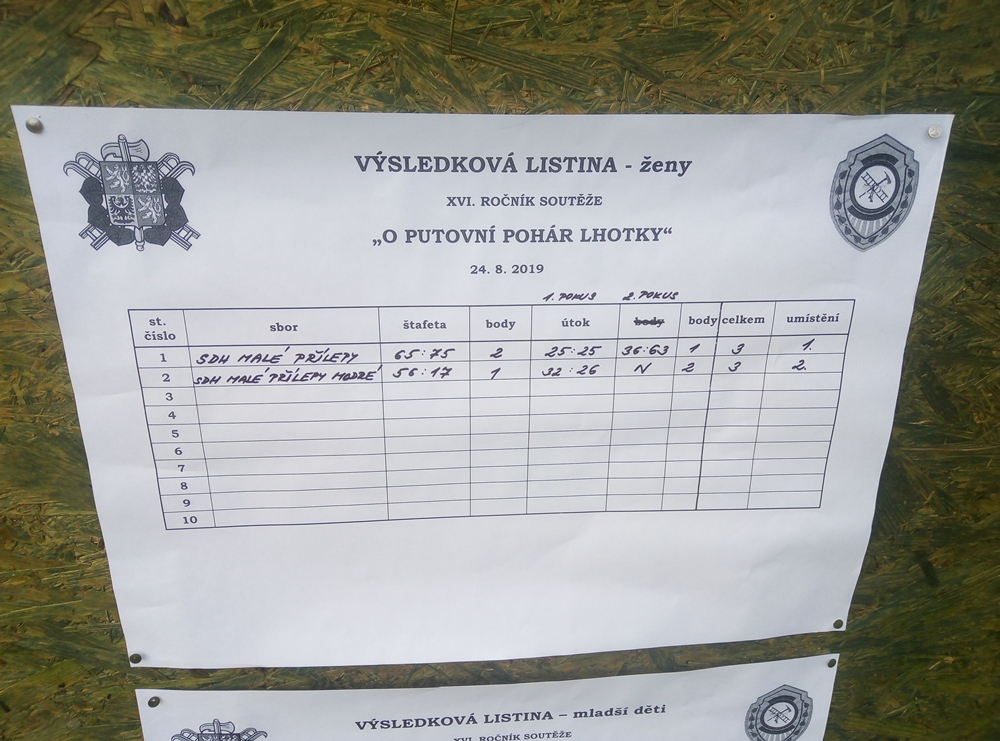 VÝSLEDKOVÁ LISTINA - ženy
XVI. ROČNÍK SOUTĚŽE
„O PUTOVNÍ POHÁR LHOTKY“
24. 8. 2019
1. POKUS 2. POKUS
st. číslo sbor štafeta body útok body body celkem umístění
1 SDH MALÉ PŘÍLEPY 65:75 2 25:25 36:63 1 3 1.
2 SDH MALÉ PŘÍLEPY MODRÉ 56:17 1 32:26 N 2 3 2.
3
4
5
6
7
8
9
10
VÝSLEDKOVÁ LISTINA – mladší děti
XVI. ROČNÍK SOUTĚŽE